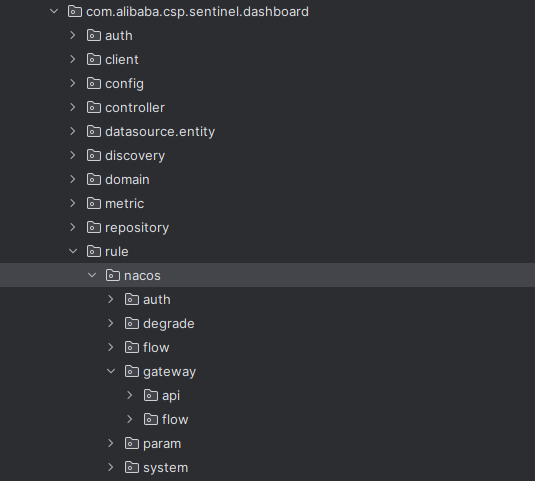 com.alibaba.csp.sentinel.dashboard
auth
client
config
controller
datasource.entity
discovery
domain
metric
repository
rule
nacos
auth
degrade
flow
gateway
api
flow
param
system